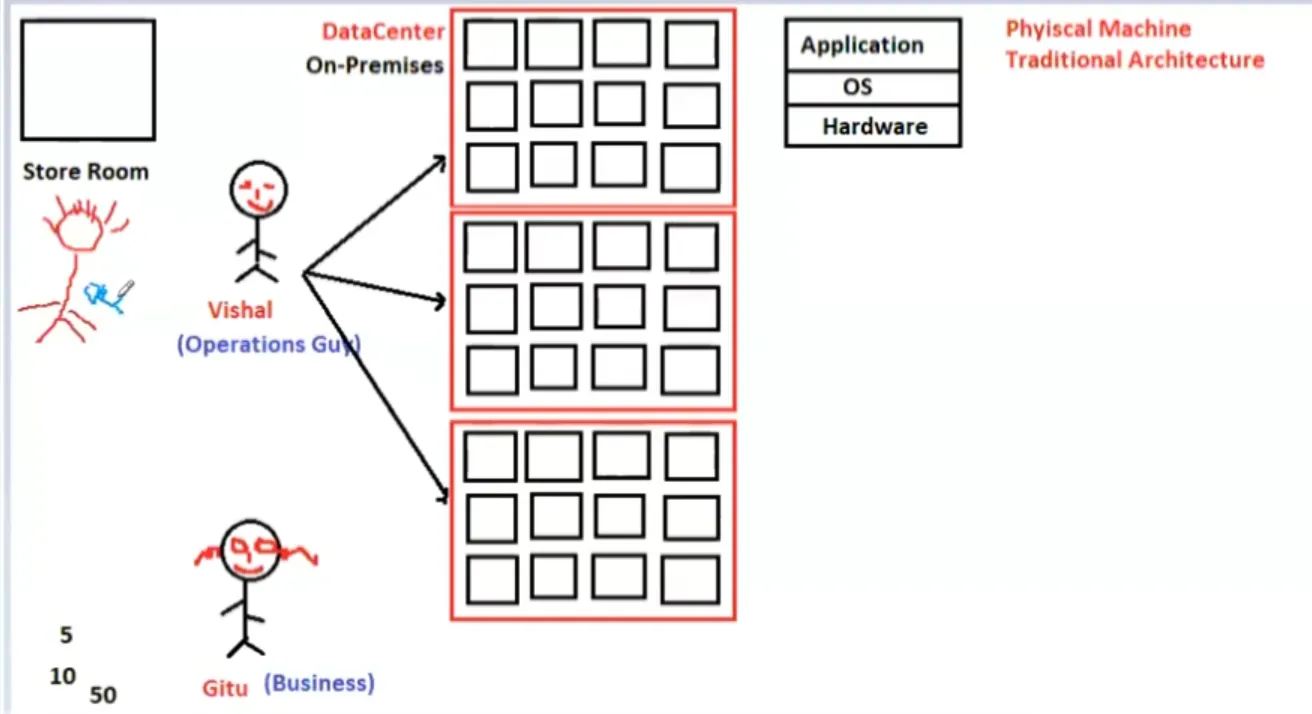 DataCenter
On-Premises
Application
OS
Hardware
Phyiscal Machine
Traditional Architecture
Store Room
Vishal
(Operations Guy)
5
10
50
Gitu (Business)